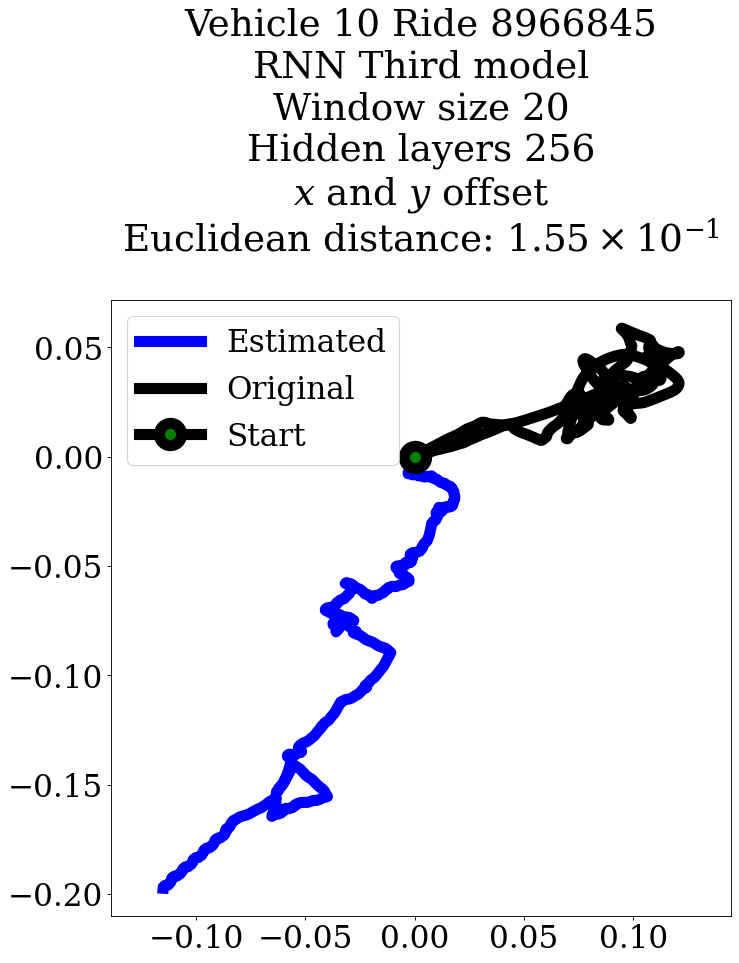 Vehicle 10 Ride 8966845
RNN Third model
Window size 20
Hidden layers 256
x and y offset
Euclidean distance: 1.55 × 10⁻¹
Estimated
Original
Start
0.05
0.00
−0.05
−0.10
−0.15
−0.20
−0.10 −0.05 0.00 0.05 0.10